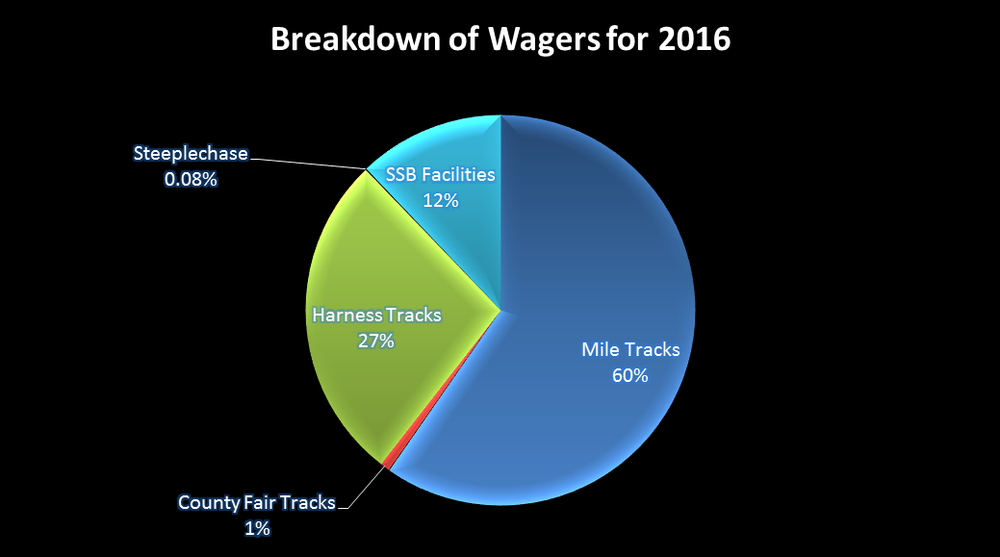 Breakdown of Wagers for 2016
Steeplechase
0.08%
SSB Facilities
12%
Harness Tracks
27%
Mile Tracks
60%
County Fair Tracks
1%